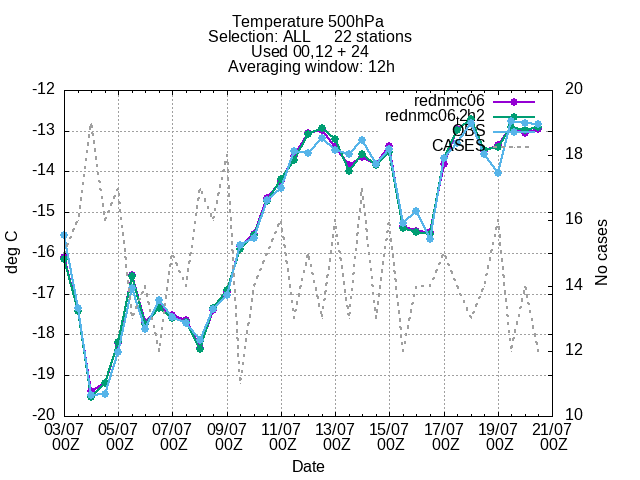 Temperature 500hPa
Selection: ALL 22 stations
Used 00,12 + 24
Averaging window: 12h
rednmc06
rednmc06.2h2
OBS
CASES
-12
-13
-14
-15
-16
-17
-18
-19
-20
deg C
20
18
16
14
12
10
No cases
03/07 05/07 07/07 09/07 11/07 13/07 15/07 17/07 19/07 21/07
00Z 00Z 00Z 00Z 00Z 00Z 00Z 00Z 00Z 00Z
Date